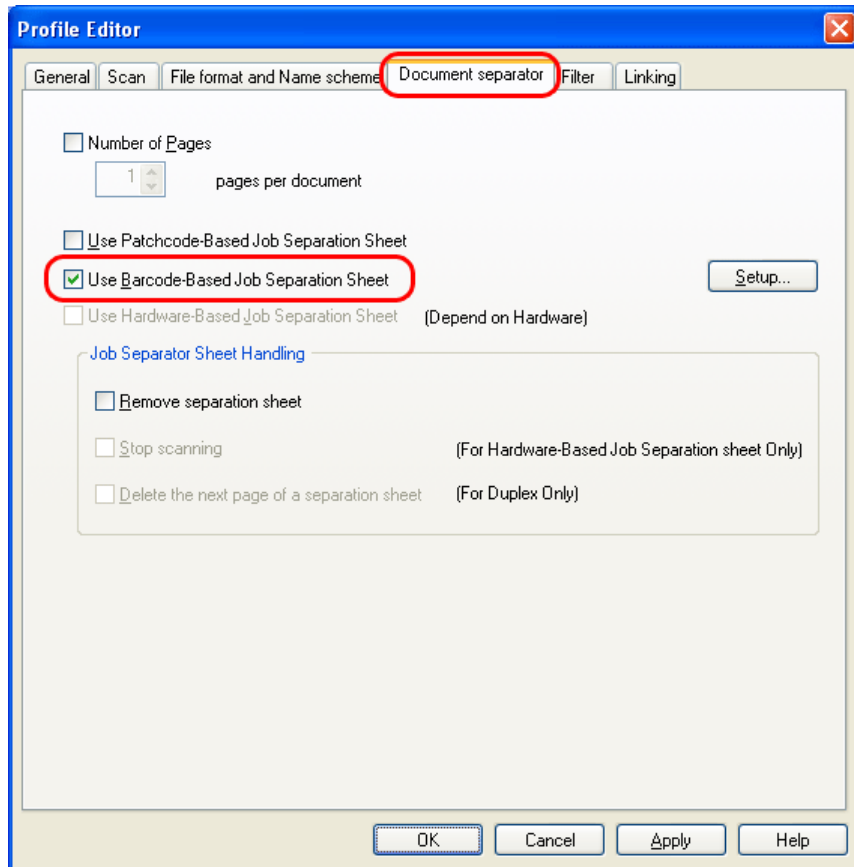 Profile Editor
General Scan File format and Name scheme Document separator Filter Linking
Number of Pages
1 pages per document
Use Patchcode-Based Job Separation Sheet
Use Barcode-Based Job Separation Sheet Setup...
Use Hardware-Based Job Separation Sheet (Depend on Hardware)
Job Separator Sheet Handling
Remove separation sheet
Stop scanning (For Hardware-Based Job Separation sheet Only)
Delete the next page of a separation sheet (For Duplex Only)
OK Cancel Apply Help